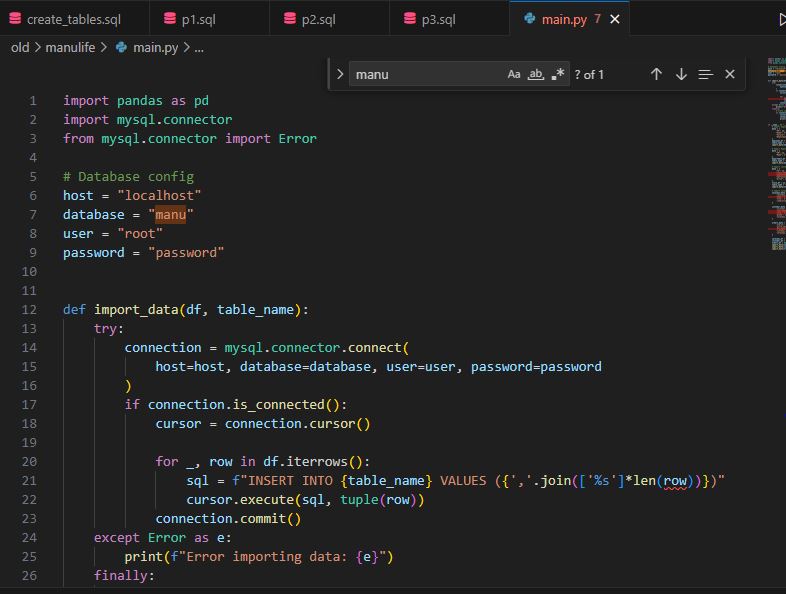 create_tables.sql p1.sql p2.sql p3.sql main.py 7
old > manulife > main.py > ...
manu Aa ab ? of 1
1 import pandas as pd
2 import mysql.connector
3 from mysql.connector import Error
4
5 # Database config
6 host = "localhost"
7 database = "manu"
8 user = "root"
9 password = "password"
10
11
12 def import_data(df, table_name):
13     try:
14         connection = mysql.connector.connect(
15             host=host, database=database, user=user, password=password
16         )
17         if connection.is_connected():
18             cursor = connection.cursor()
19
20             for _, row in df.iterrows():
21                 sql = f"INSERT INTO {table_name} VALUES ({','.join(['%s']*len(row))})"
22                 cursor.execute(sql, tuple(row))
23             connection.commit()
24     except Error as e:
25         print(f"Error importing data: {e}")
26     finally: